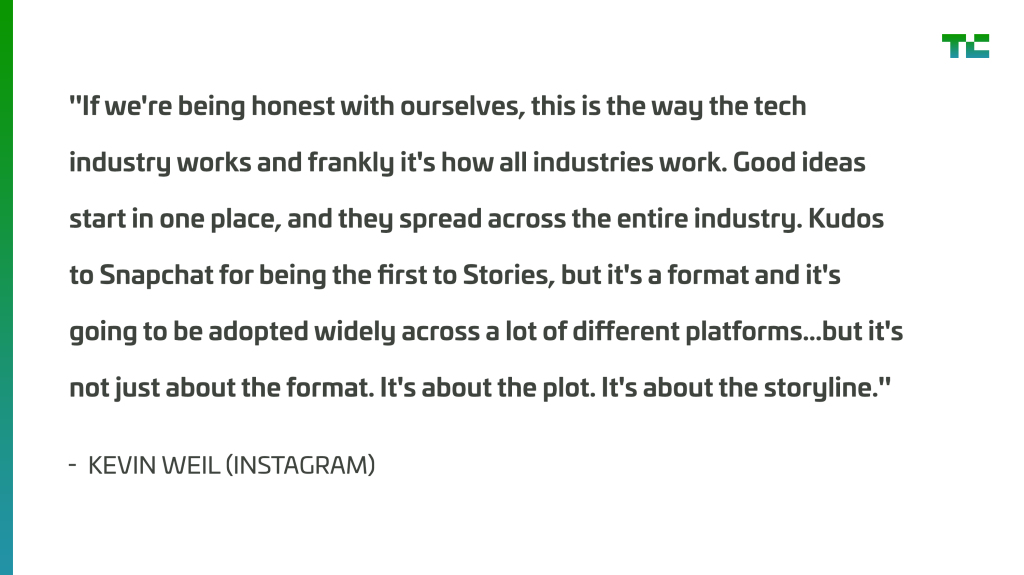 TC
"If we're being honest with ourselves, this is the way the tech
industry works and frankly it's how all industries work. Good ideas
start in one place, and they spread across the entire industry. Kudos
to Snapchat for being the first to Stories, but it's a format and it's
going to be adopted widely across a lot of different platforms...but it's
not just about the format. It's about the plot. It's about the storyline."
- KEVIN WEIL (INSTAGRAM)